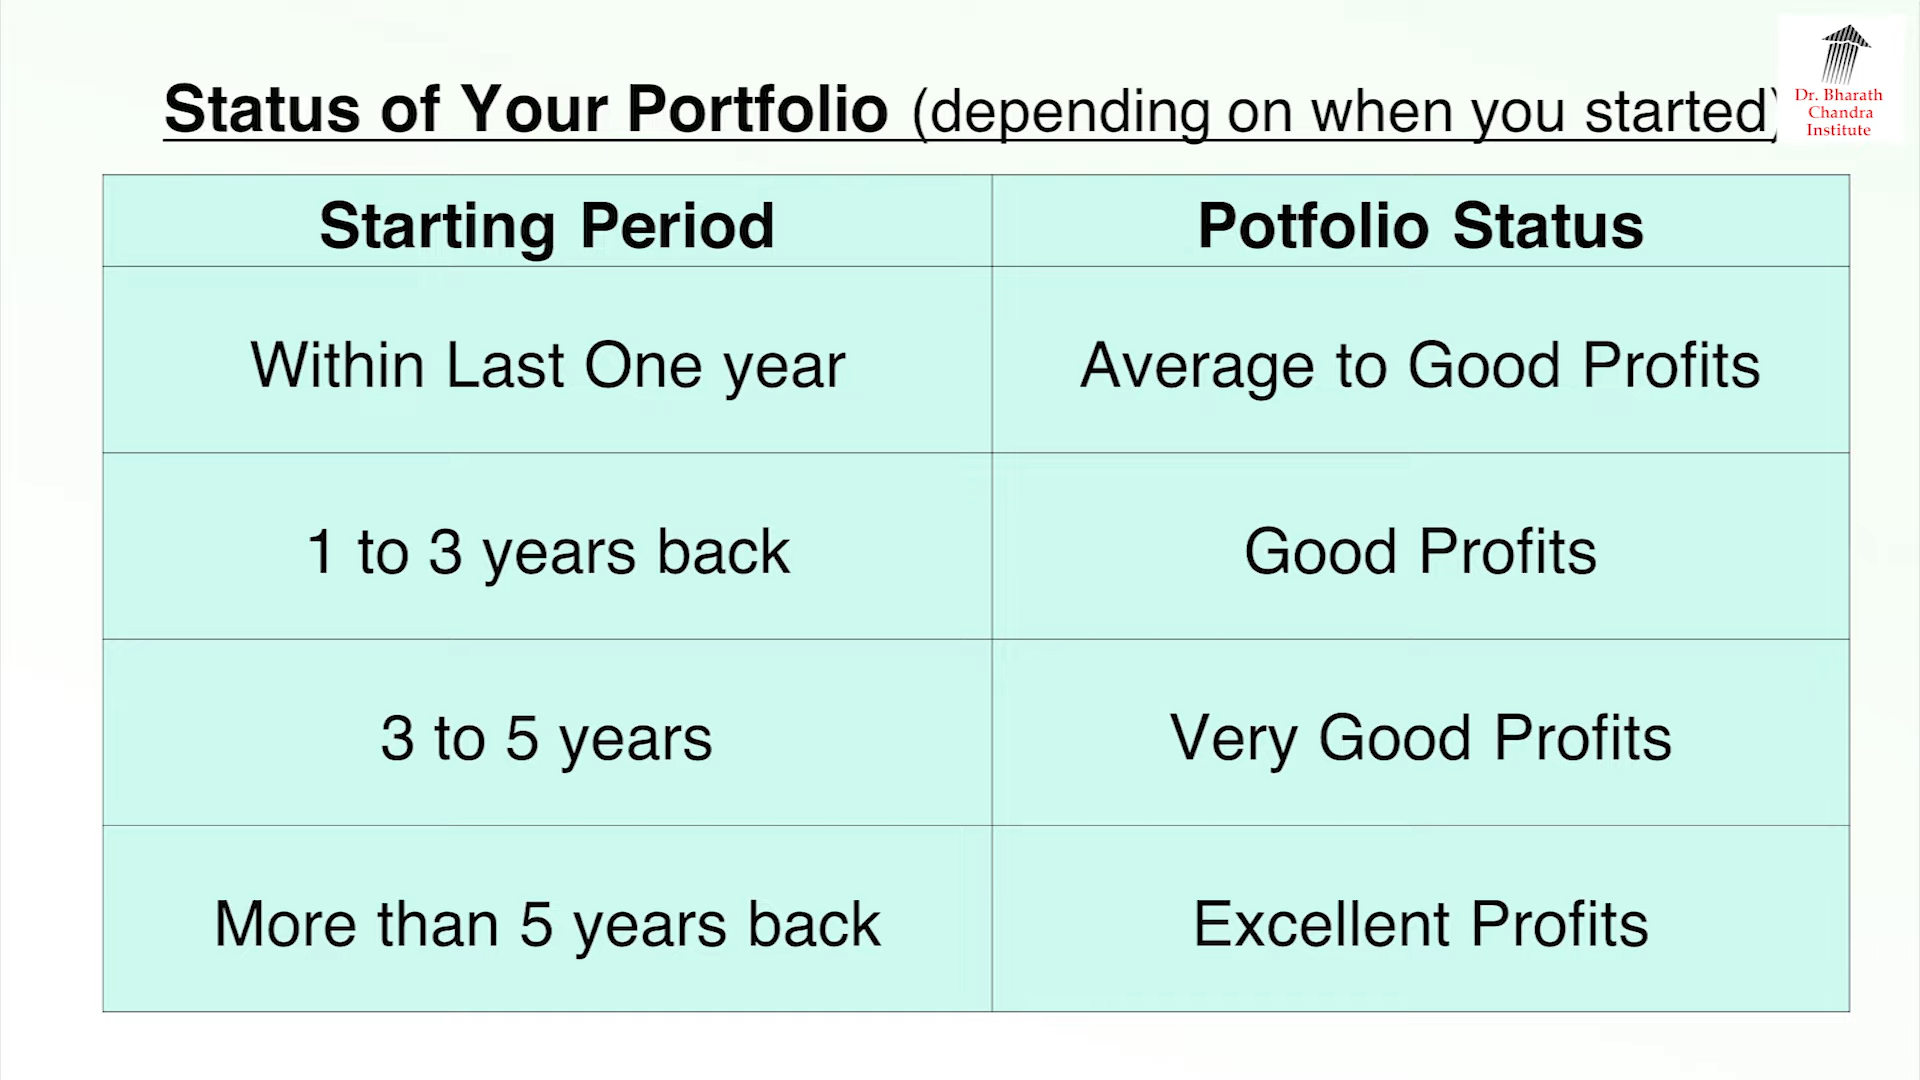 Status of Your Portfolio (depending on when you started)
Dr. Bharath
Chandra
Institute
Starting Period
Potfolio Status
Within Last One year
Average to Good Profits
1 to 3 years back
Good Profits
3 to 5 years
Very Good Profits
More than 5 years back
Excellent Profits